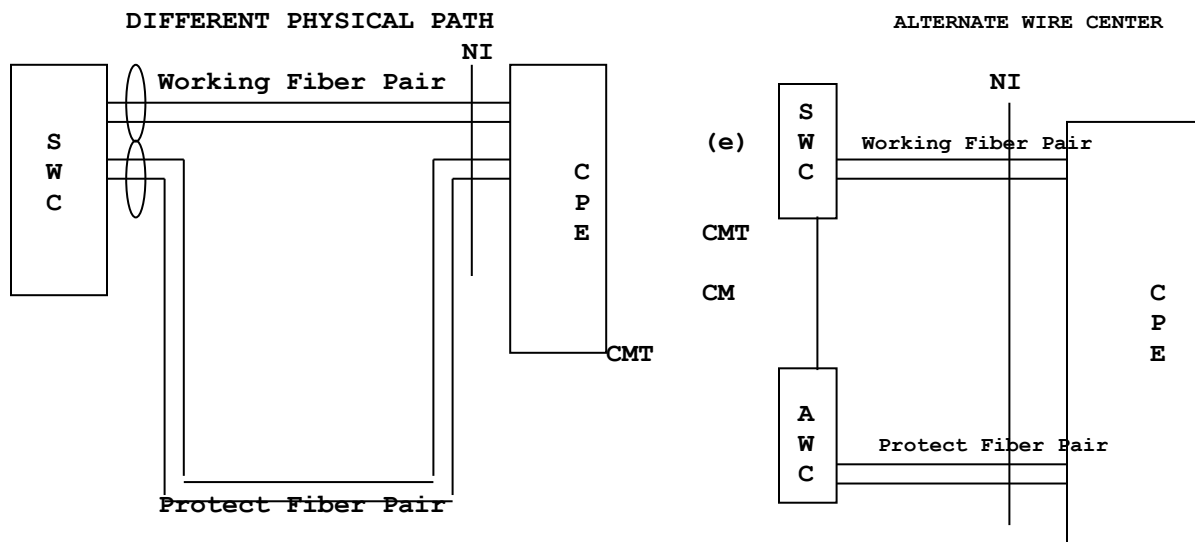 DIFFERENT PHYSICAL PATH
NI
Working Fiber Pair
S
W
C
C
P
E
CMT
Protect Fiber Pair
ALTERNATE WIRE CENTER
NI
(e)
S
W
C
Working Fiber Pair
CMT
CM
C
P
E
A
W
C
Protect Fiber Pair